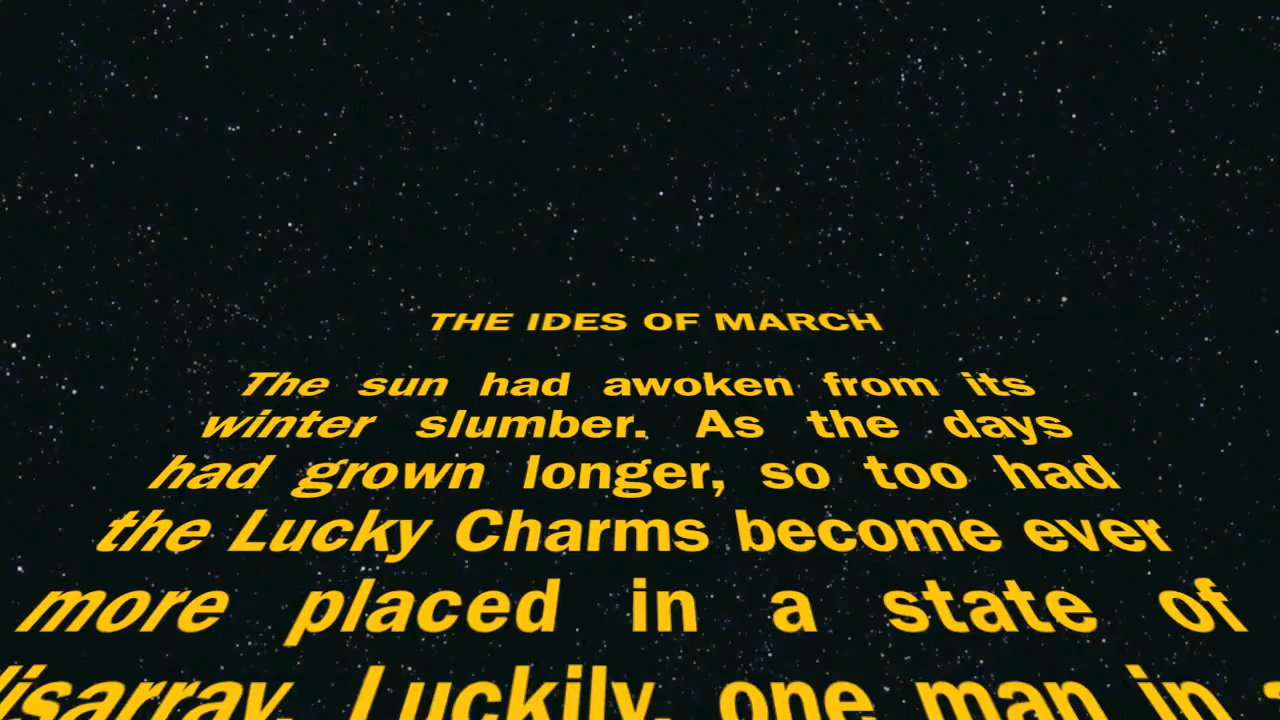 THE IDES OF MARCH
The sun had awoken from its
winter slumber. As the days
had grown longer, so too had
the Lucky Charms become ever
more placed in a state of
disarray. Luckily, one man in a